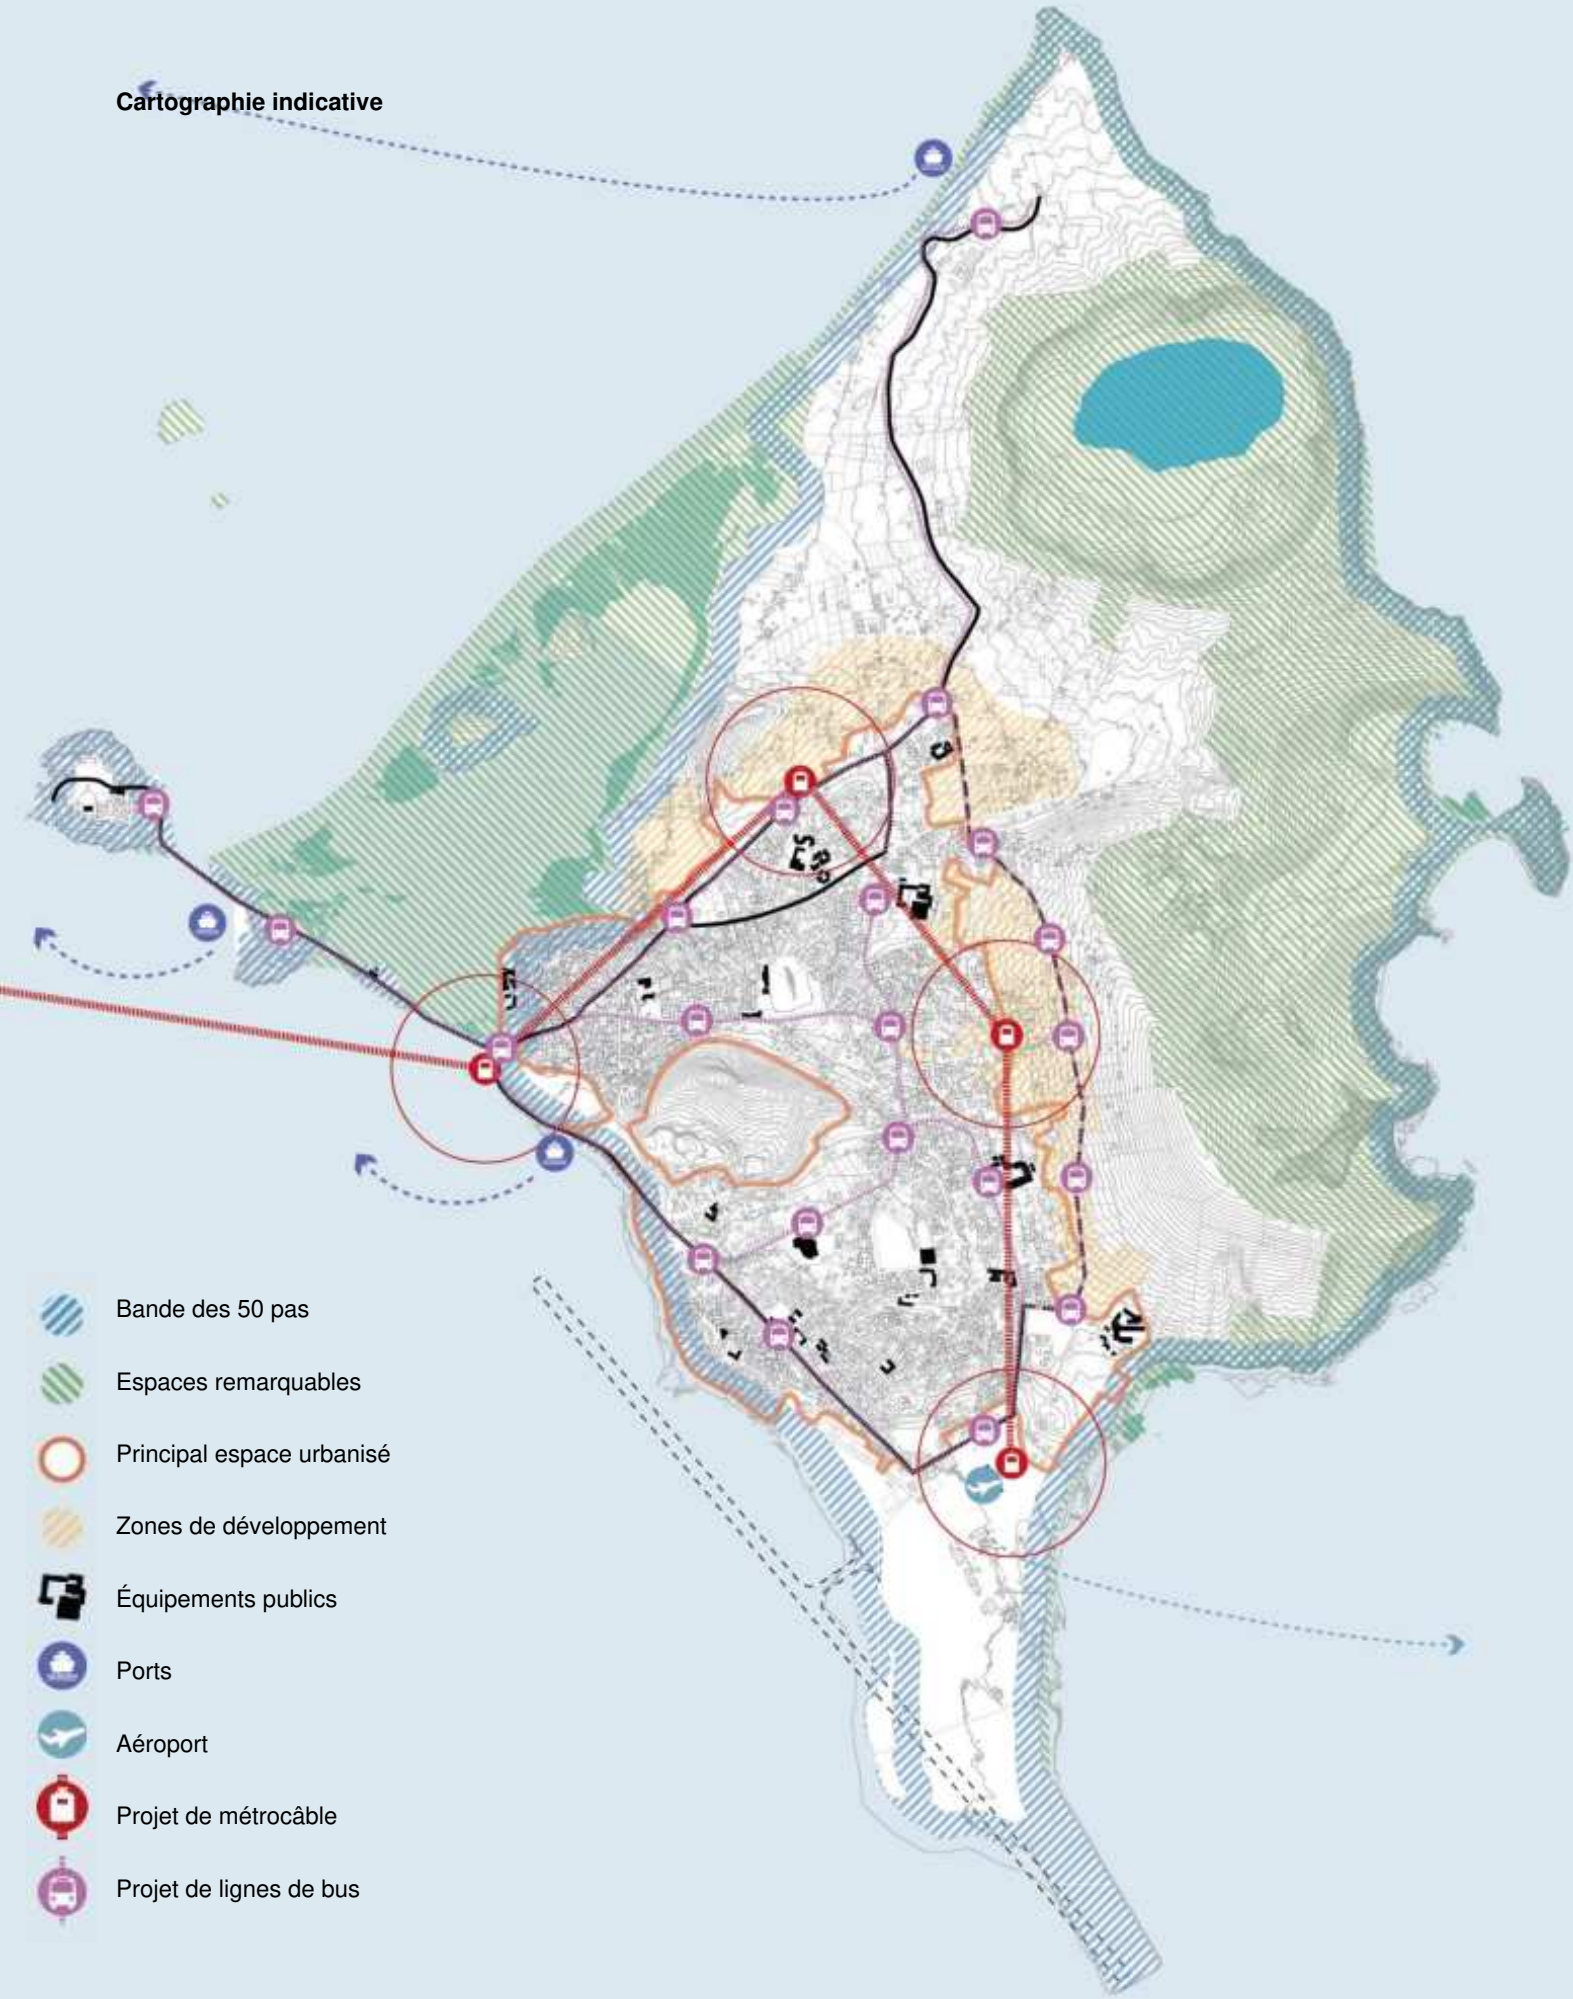 Cartographie indicative
Bande des 50 pas
Espaces remarquables
Principal espace urbanisé
Zones de développement
Équipements publics
Ports
Aéroport
Projet de métrocâble
Projet de lignes de bus